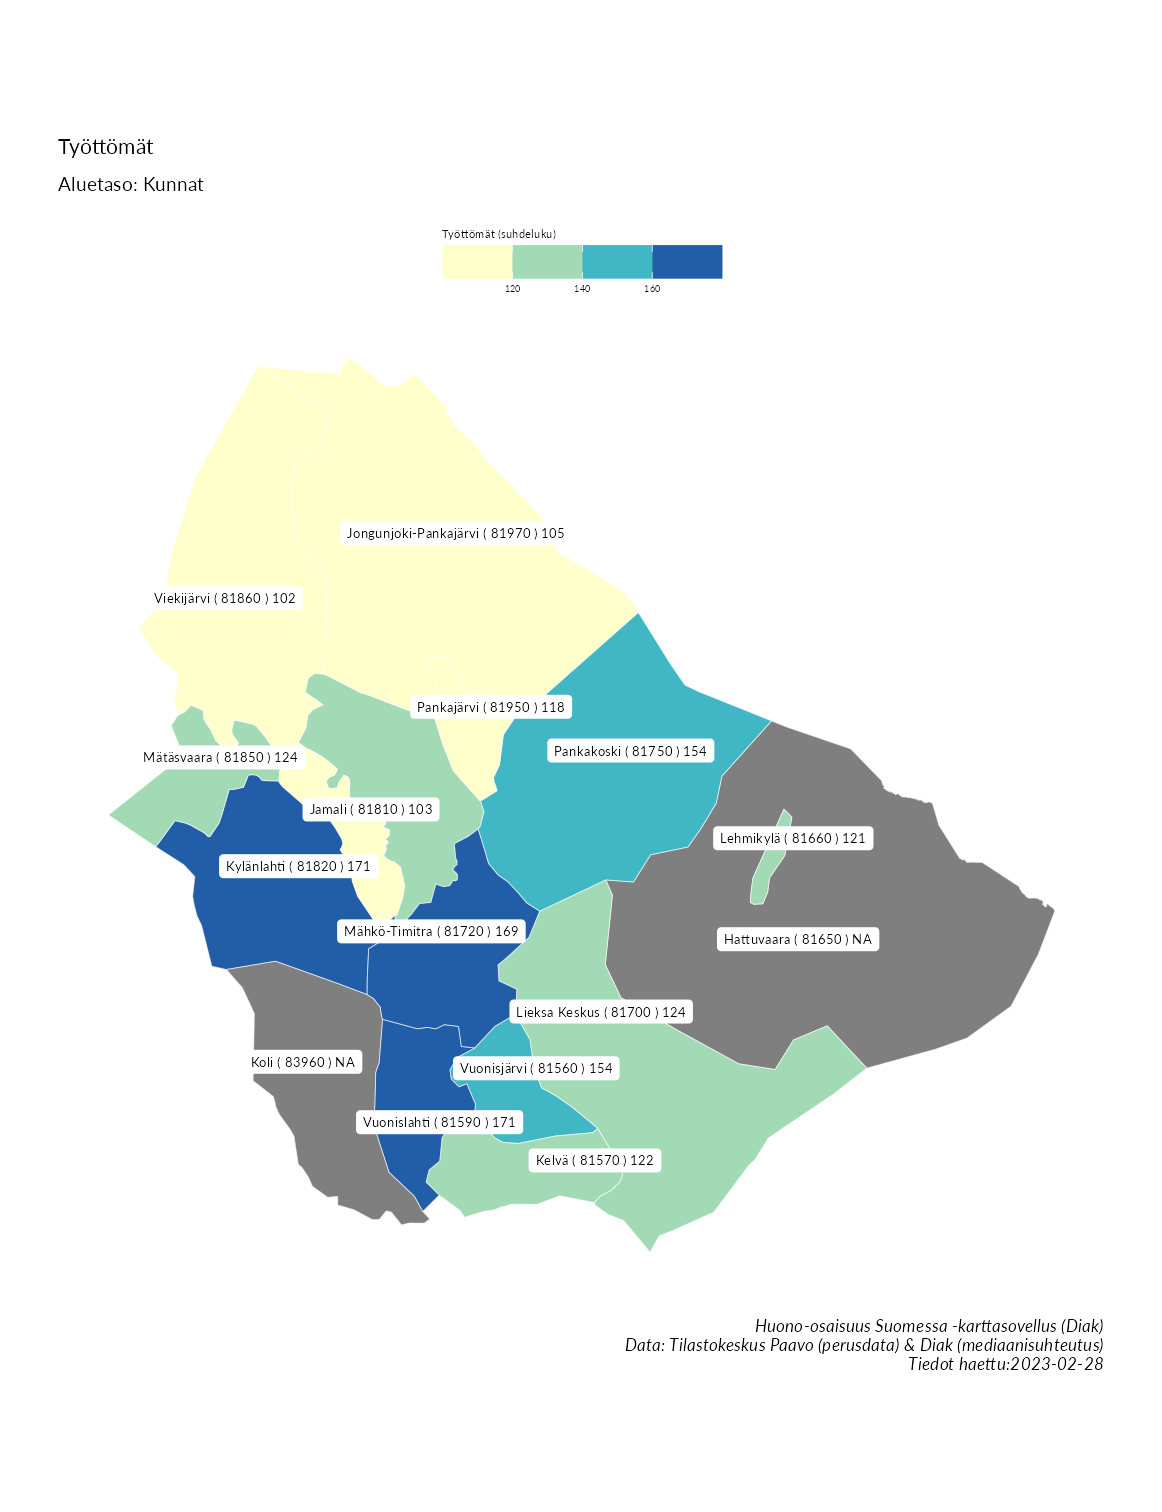 Työttömät
Aluetaso: Kunnat
Työttömät (suhdeluku)
120 140 160
Jongunjoki-Pankajärvi ( 81970 ) 105
Viekijärvi ( 81860 ) 102
Pankajärvi ( 81950 ) 118
Pankakoski ( 81750 ) 154
Mätäsvaara ( 81850 ) 124
Jamali ( 81810 ) 103
Lehmikylä ( 81660 ) 121
Kylänlahti ( 81820 ) 171
Mähkö-Timitra ( 81720 ) 169
Hattuvaara ( 81650 ) NA
Lieksa Keskus ( 81700 ) 124
Koli ( 83960 ) NA
Vuonisjärvi ( 81560 ) 154
Vuonislahti ( 81590 ) 171
Kelvä ( 81570 ) 122
Huono-osaisuus Suomessa -karttasovellus (Diak)
Data: Tilastokeskus Paavo (perusdata) & Diak (mediaanisuhteutus)
Tiedot haettu:2023-02-28